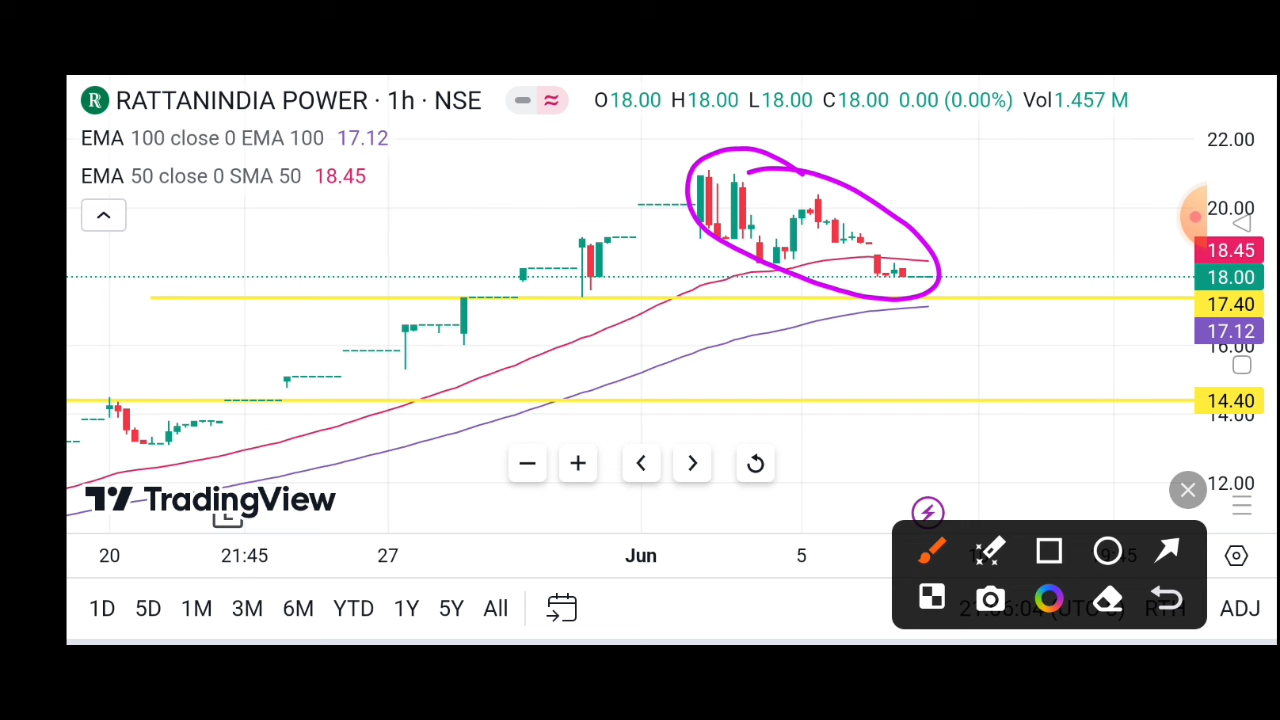 RATTANINDIA POWER · 1h · NSE O18.00 H18.00 L18.00 C18.00 0.00 (0.00%) Vol1.457 M
EMA 100 close 0 EMA 100 17.12
EMA 50 close 0 SMA 50 18.45
22.00
20.00
18.45
18.00
17.40
17.12
16.00
14.40
14.00
12.00
TradingView
20 21:45 27 Jun 5
1D 5D 1M 3M 6M YTD 1Y 5Y All RTH ADJ